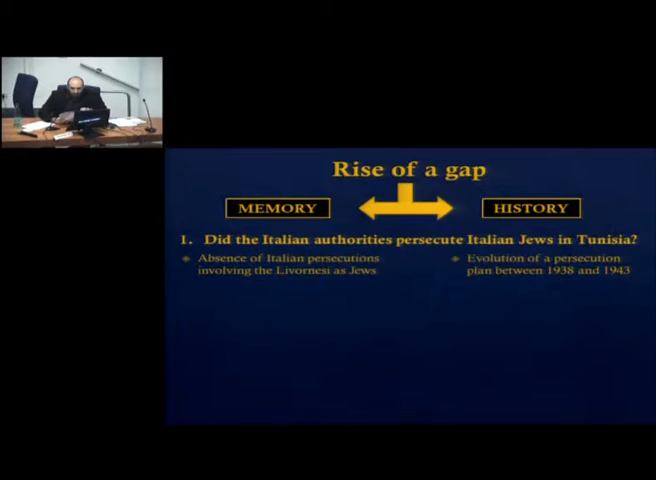 Rise of a gap
MEMORY
HISTORY
1. Did the Italian authorities persecute Italian Jews in Tunisia?
Absence of Italian persecutions
involving the Livornesi as Jews
Evolution of a persecution
plan between 1938 and 1943